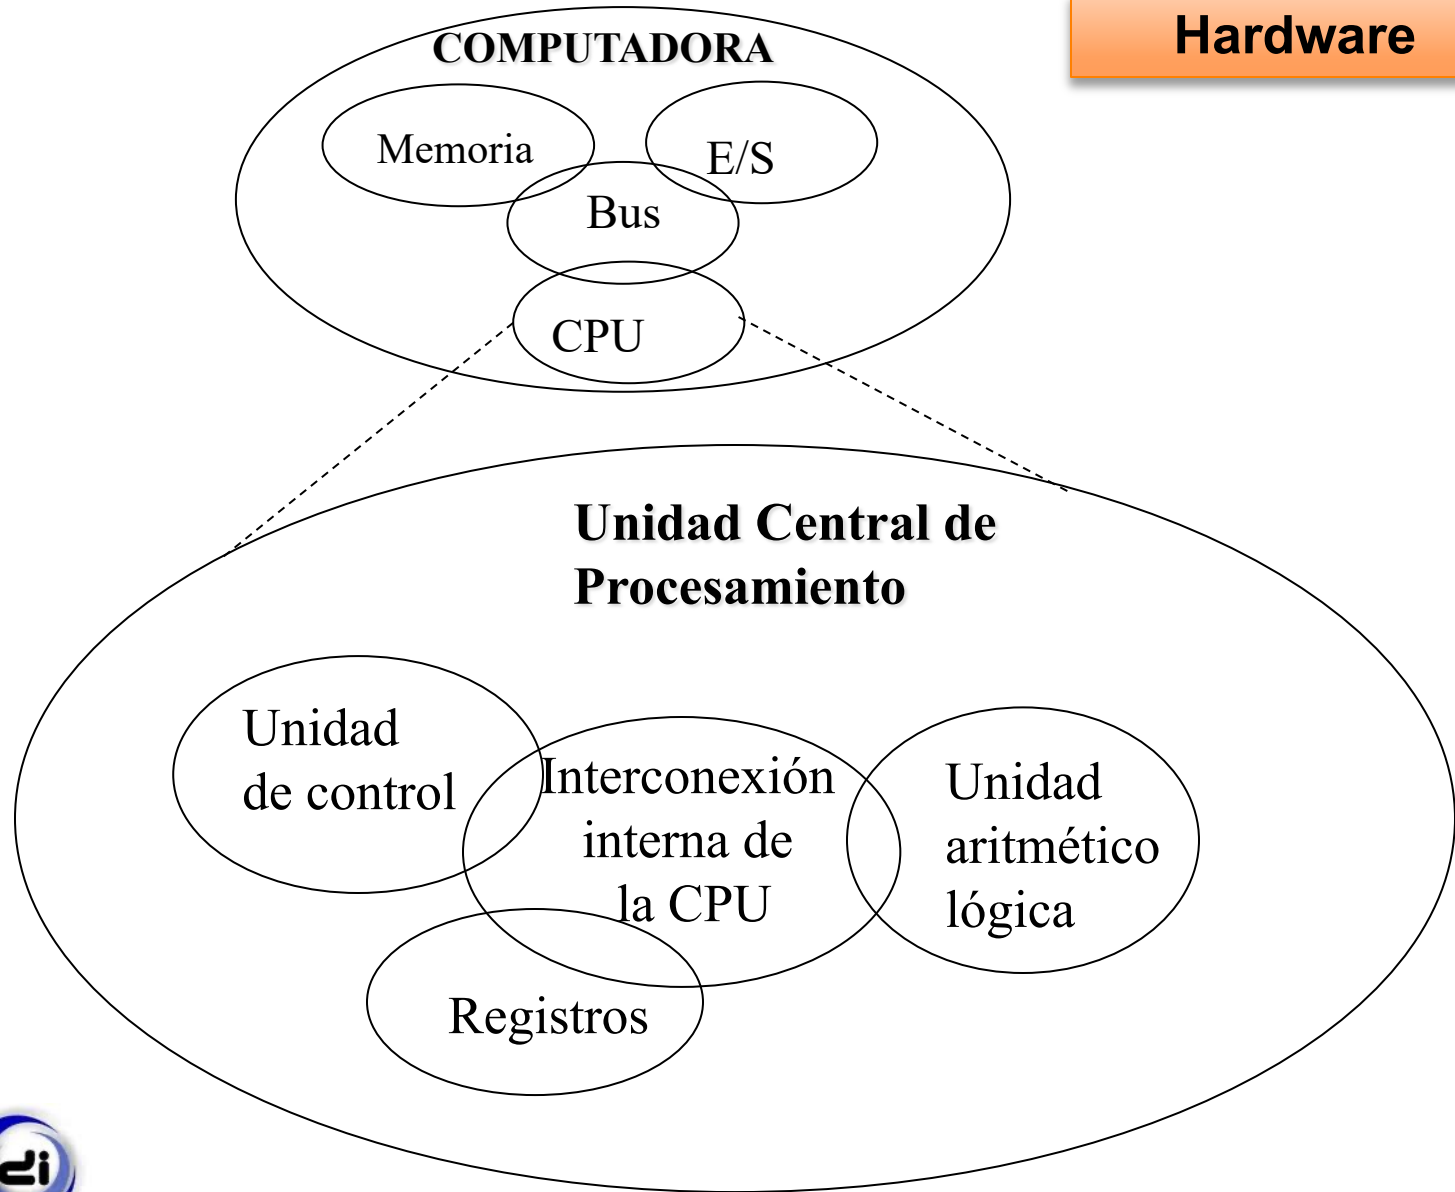 Hardware
COMPUTADORA
Memoria
E/S
Bus
CPU
Unidad Central de
Procesamiento
Unidad
de control
Interconexión
interna de
la CPU
Unidad
aritmético
lógica
Registros
di